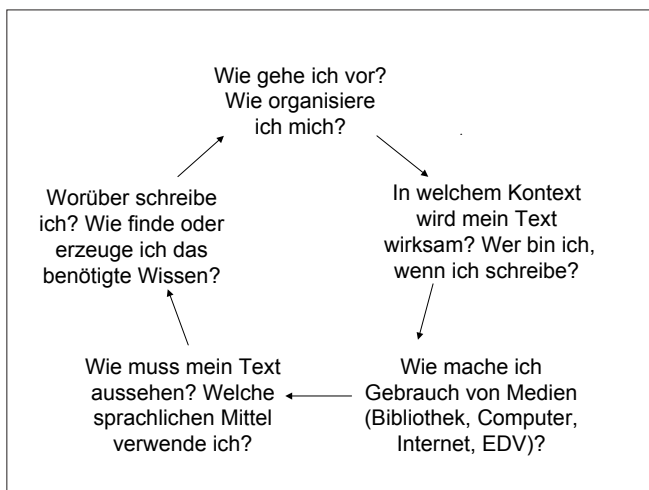 Wie gehe ich vor?
Wie organisiere
ich mich?
In welchem Kontext
wird mein Text
wirksam? Wer bin ich,
wenn ich schreibe?
Wie mache ich
Gebrauch von Medien
(Bibliothek, Computer,
Internet, EDV)?
Wie muss mein Text
aussehen? Welche
sprachlichen Mittel
verwende ich?
Worüber schreibe
ich? Wie finde oder
erzeuge ich das
benötigte Wissen?